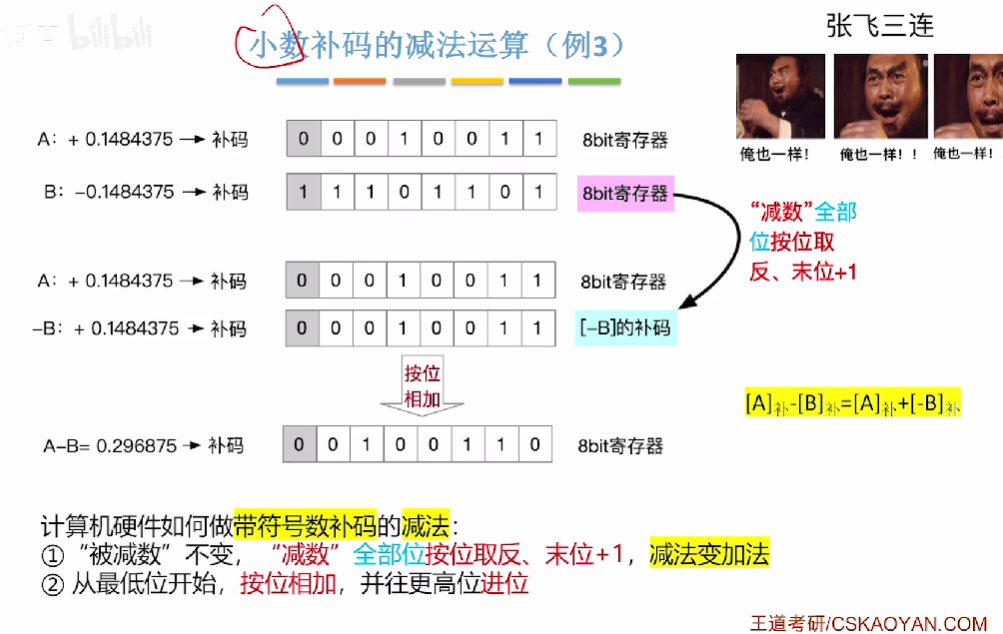 bilibili
小数补码的减法运算（例3）
张飞三连
俺也一样！ 俺也一样！！ 俺也一样！
A：+ 0.1484375 → 补码 0 0 0 1 0 0 1 1 8bit寄存器
B：-0.1484375 → 补码 1 1 1 0 1 1 0 1 8bit寄存器
“减数”全部
位按位取
反、末位+1
A：+ 0.1484375 → 补码 0 0 0 1 0 0 1 1 8bit寄存器
-B：+ 0.1484375 → 补码 0 0 0 1 0 0 1 1 [-B]的补码
按位
相加
[A]补-[B]补=[A]补+[-B]补
A-B= 0.296875 → 补码 0 0 1 0 0 1 1 0 8bit寄存器
计算机硬件如何做带符号数补码的减法：
① “被减数”不变，“减数”全部位按位取反、末位+1，减法变加法
② 从最低位开始，按位相加，并往更高位进位
王道考研/CSKAOYAN.COM